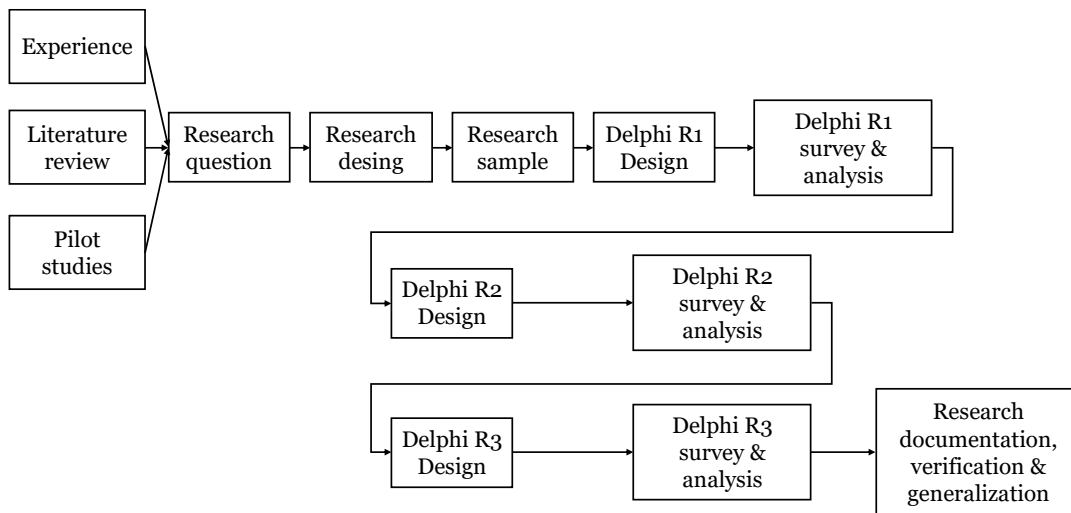 Experience
Literature
review
Pilot
studies
Research
question
Research
desing
Research
sample
Delphi R1
Design
Delphi R1
survey &
analysis
Delphi R2
Design
Delphi R2
survey &
analysis
Delphi R3
Design
Delphi R3
survey &
analysis
Research
documentation,
verification &
generalization